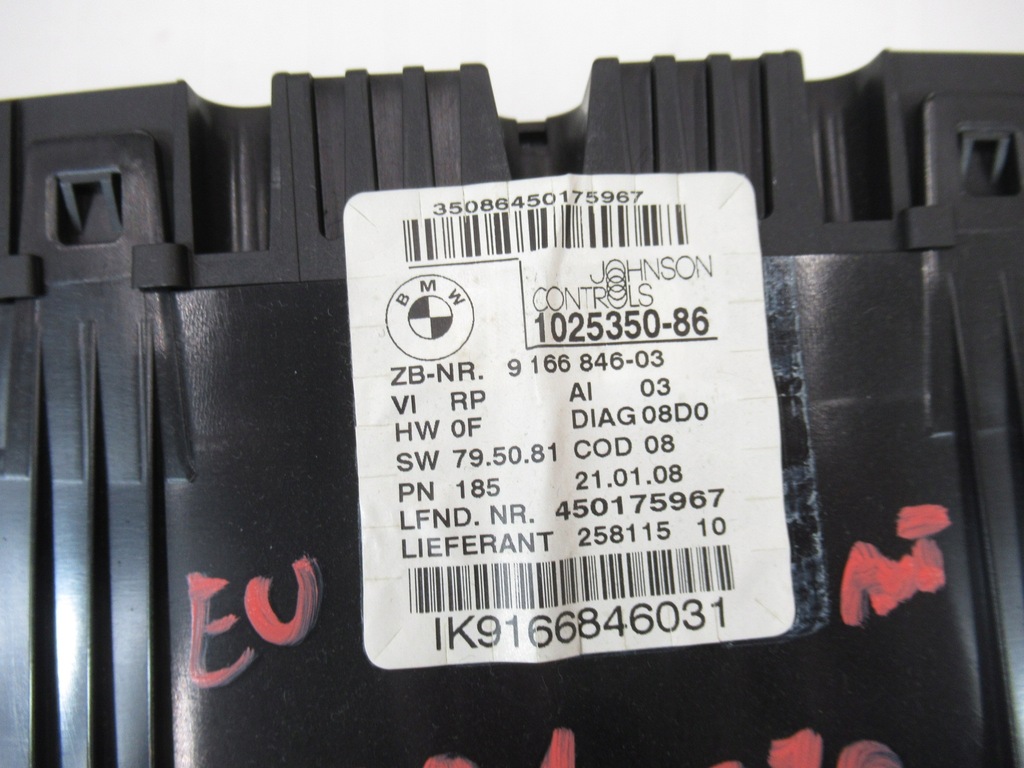 35086450175967
BMW
JOHNSON
CONTROLS
1025350-86
ZB-NR. 9 166 846-03
VI RP AI 03
HW 0F DIAG 08D0
SW 79.50.81 COD 08
PN 185 21.01.08
LFND. NR. 450175967
LIEFERANT 258115 10
IK9166846031
EU